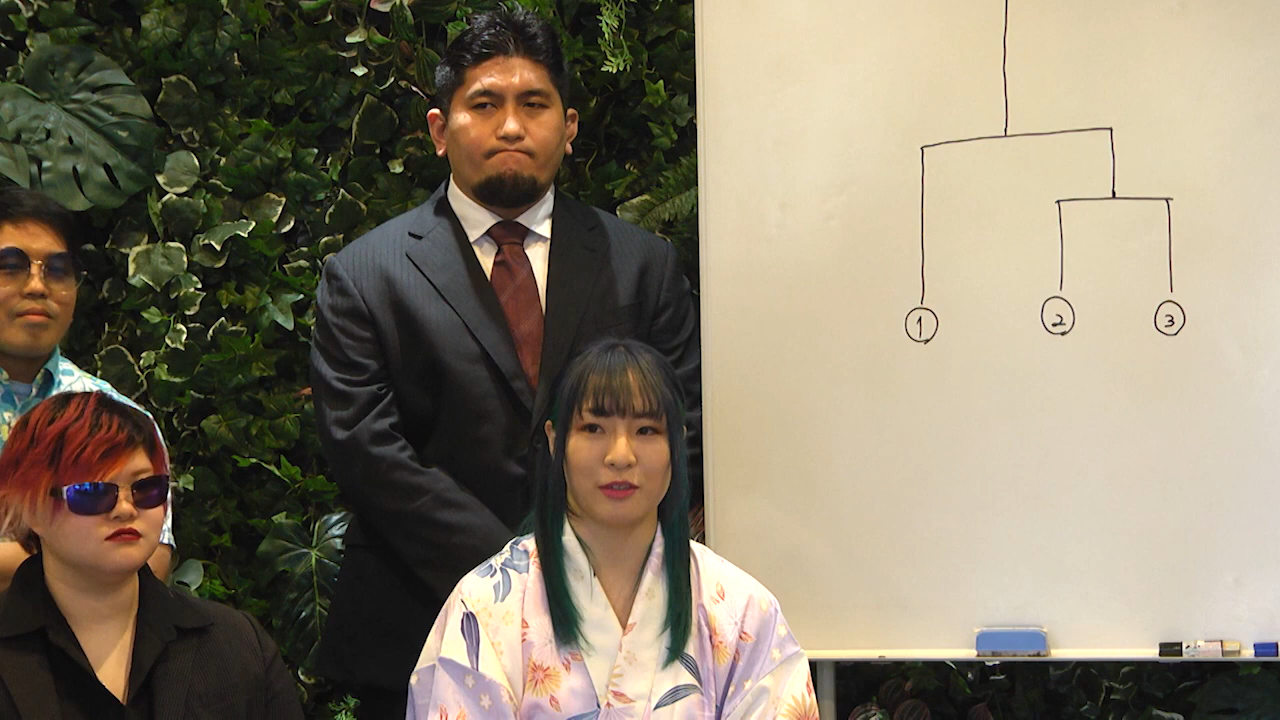 ① ② ③